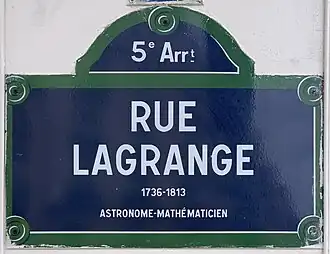 5e Arrt
RUE
LAGRANGE
1736-1813
ASTRONOME-MATHÉMATICIEN